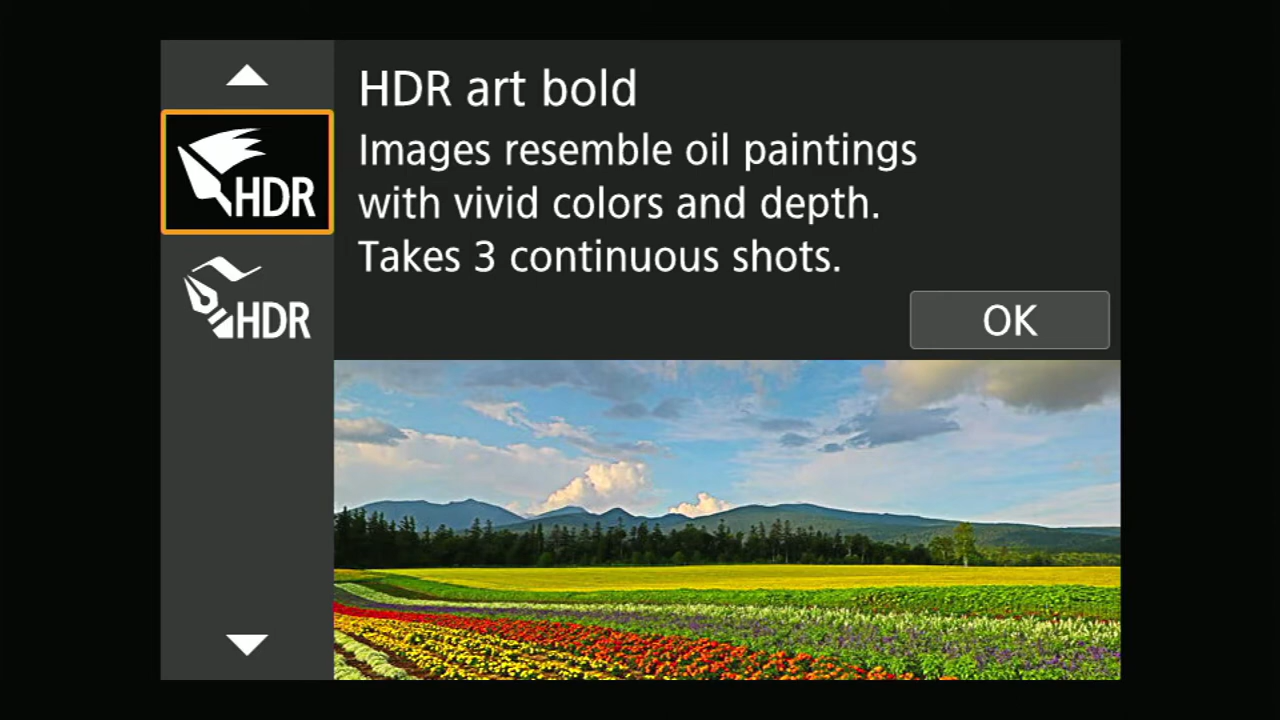 HDR art bold
Images resemble oil paintings
with vivid colors and depth.
Takes 3 continuous shots.
HDR
HDR
OK